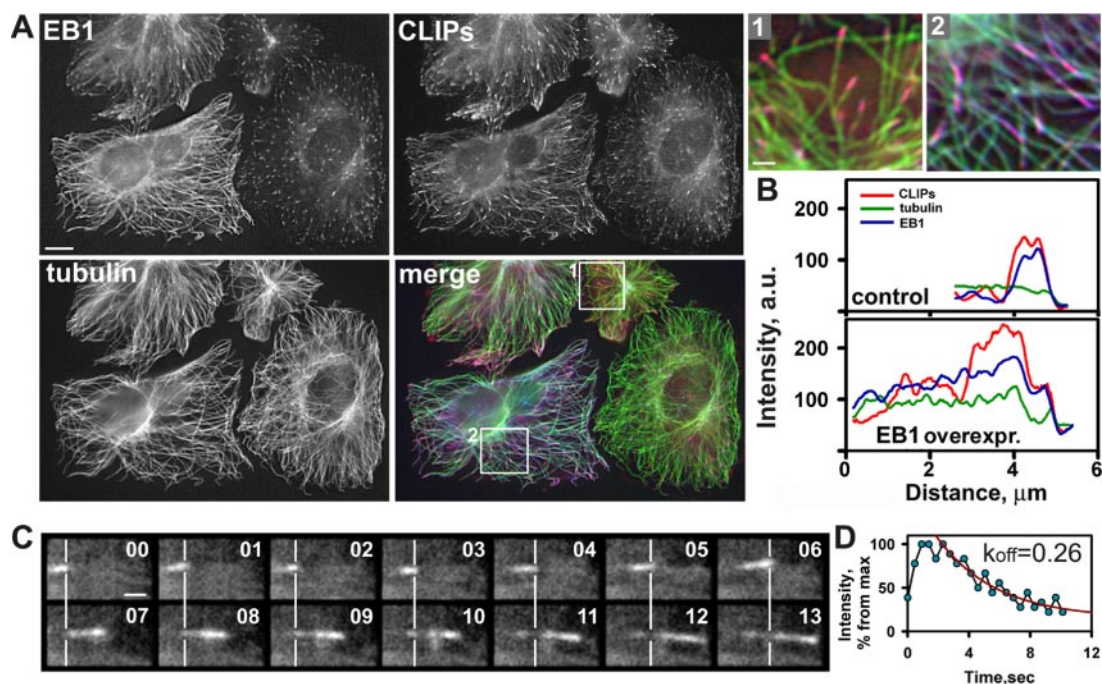 A
EB1
CLIPs
tubulin
merge
1
2
1
2
B
200
100
CLIPs
tubulin
EB1
control
200
100
EB1 overexpr.
Intensity, a.u.
0 2 4 6
Distance, μm
C
00 01 02 03 04 05 06
07 08 09 10 11 12 13
D
100
50
0
koff=0.26
Intensity,
% from max
0 4 8 12
Time,sec